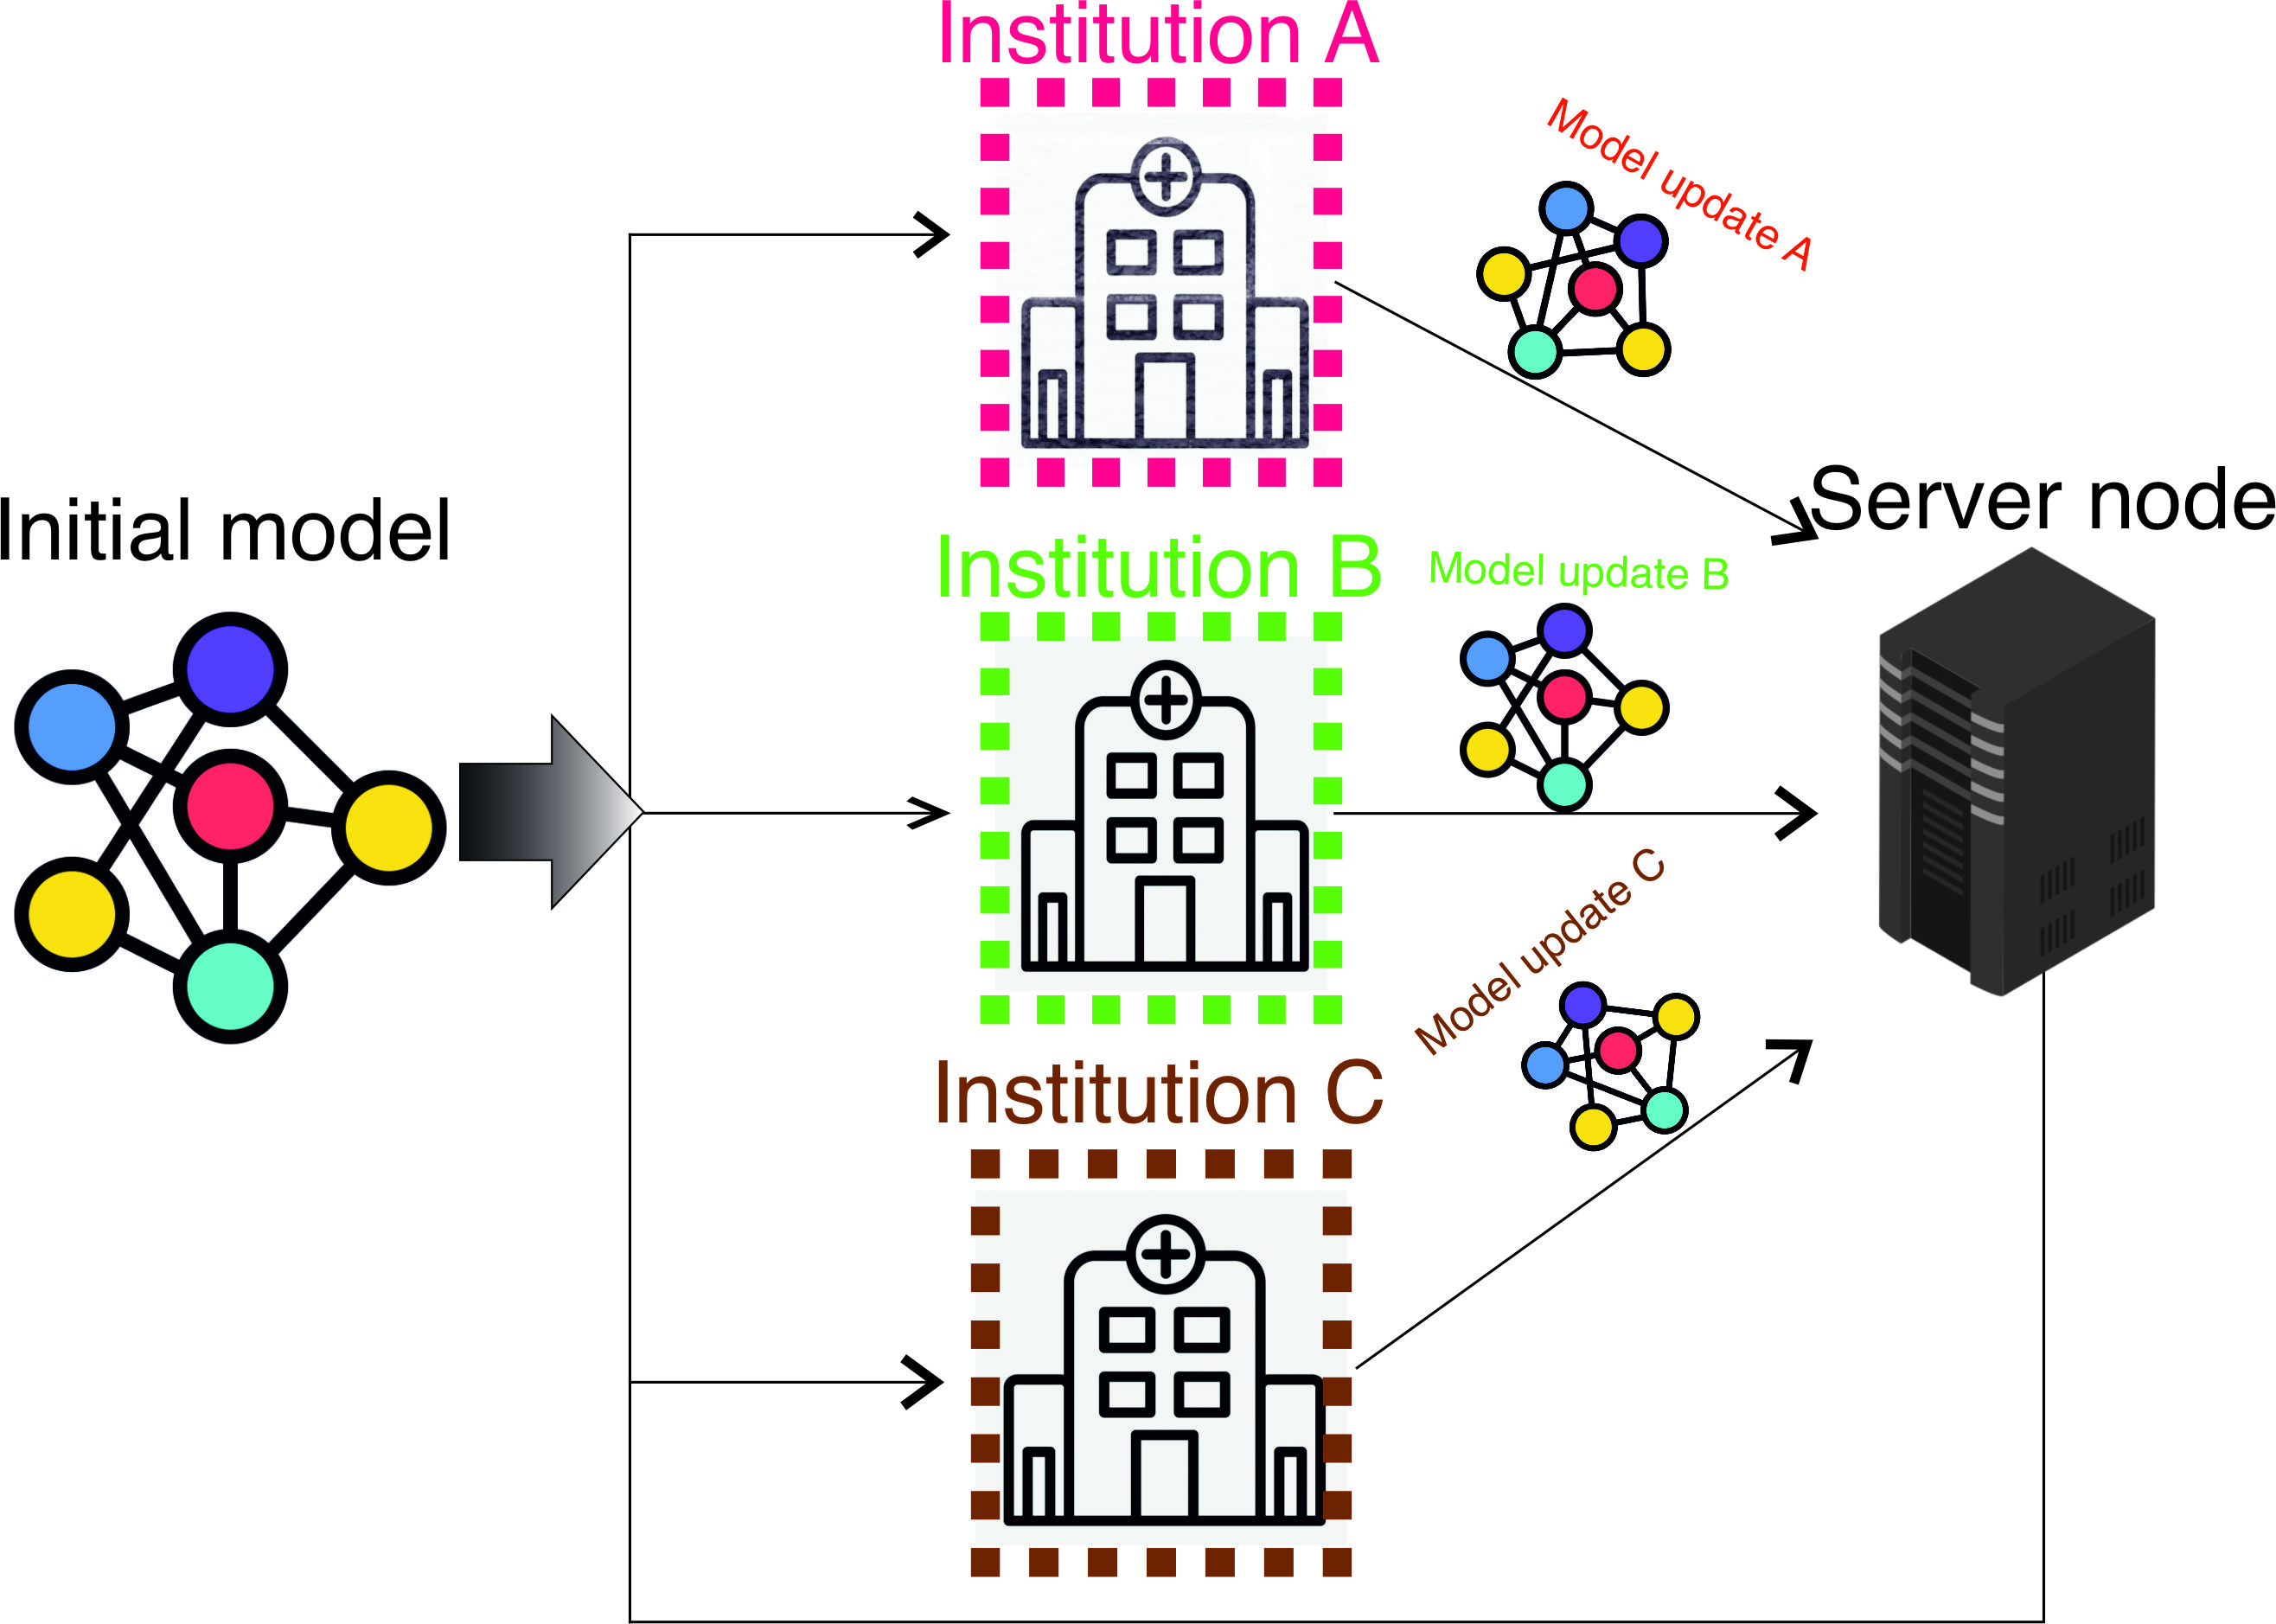 Institution A
Model update A
Initial model
Server node
Institution B
Model update B
Model update C
Institution C